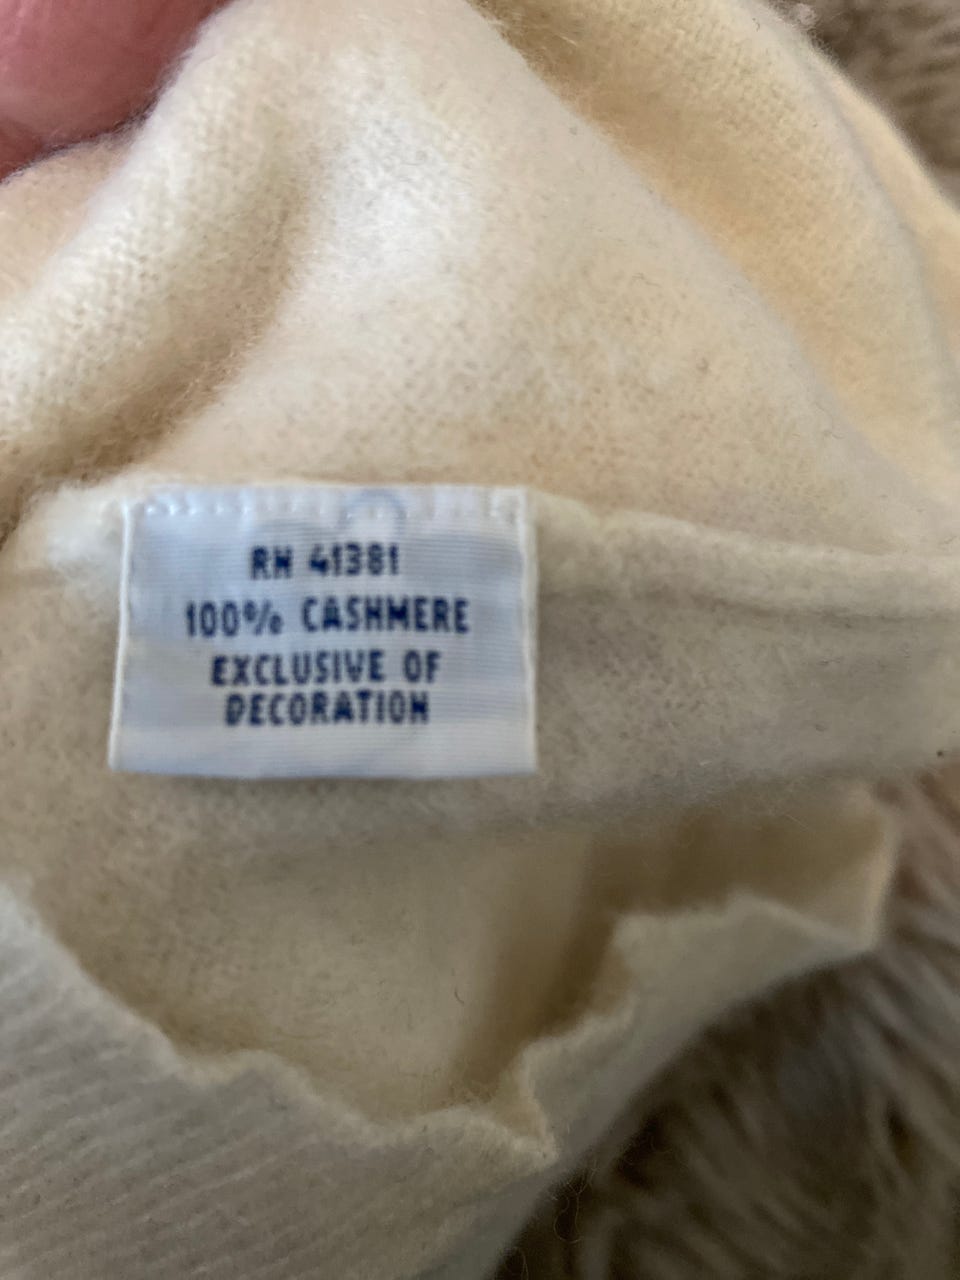 RN 41381
100% CASHMERE
EXCLUSIVE OF
DECORATION